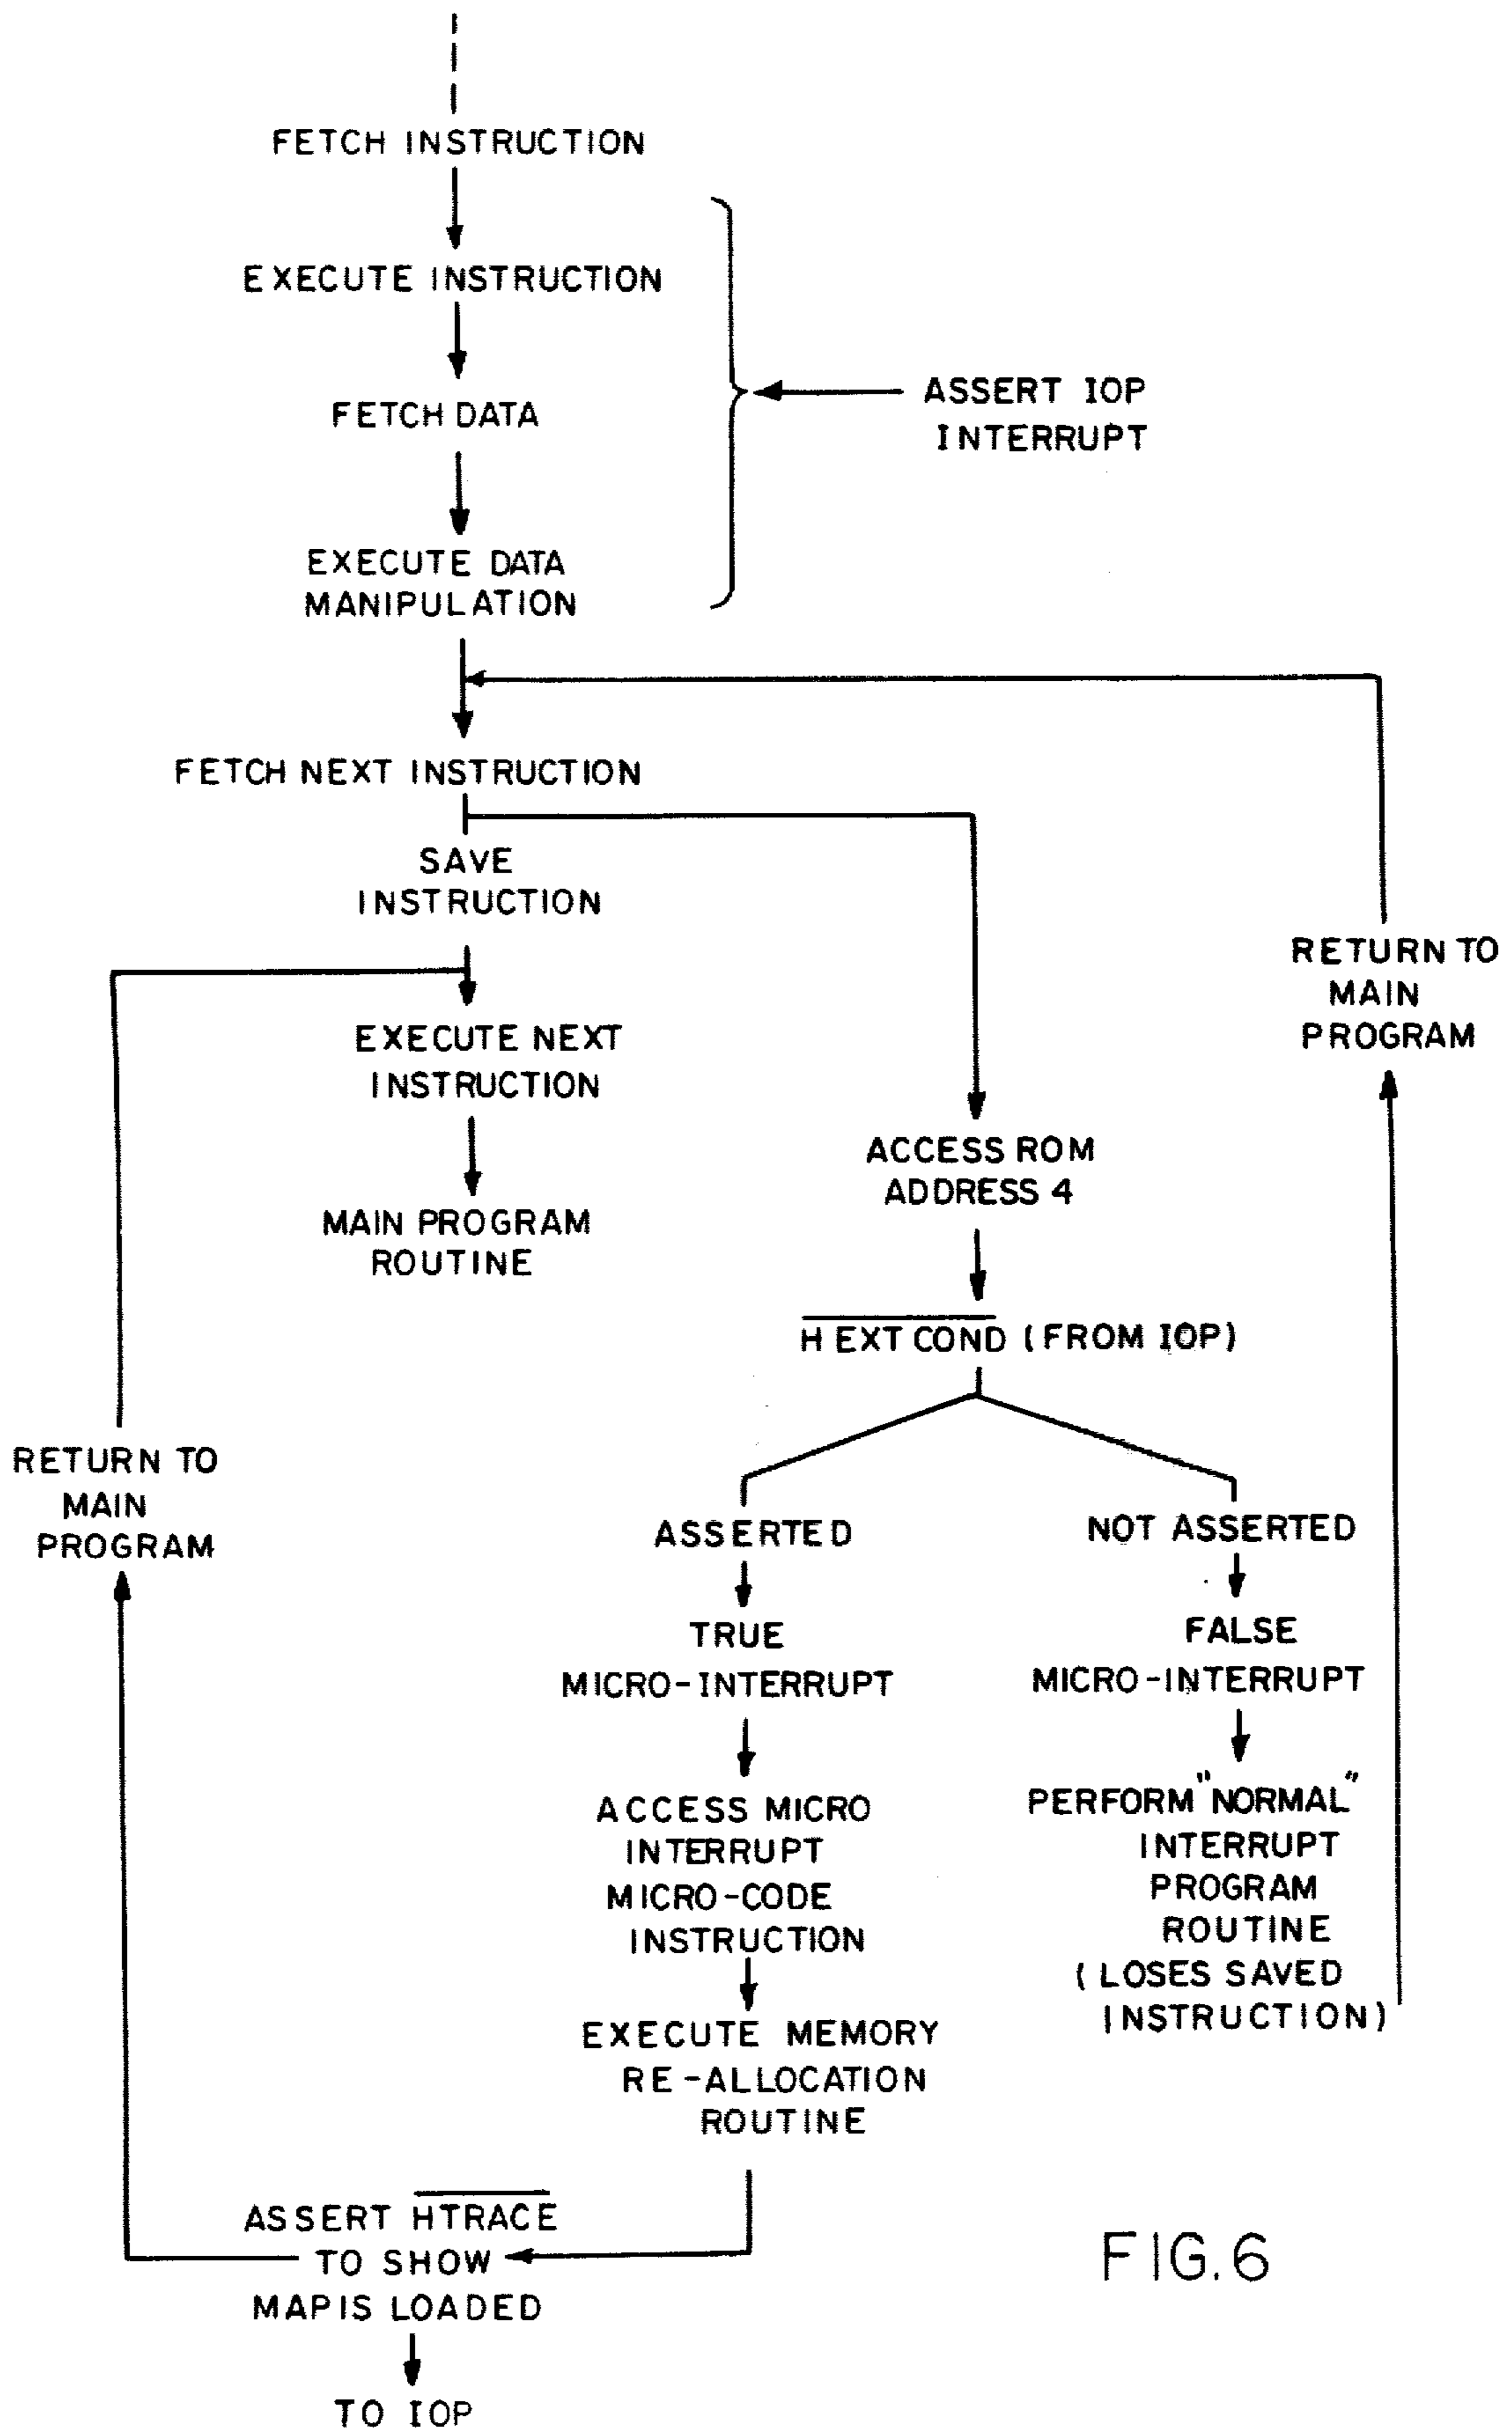 FETCH INSTRUCTION
EXECUTE INSTRUCTION
FETCH DATA
ASSERT IOP
INTERRUPT
EXECUTE DATA
MANIPULATION
FETCH NEXT INSTRUCTION
SAVE
INSTRUCTION
RETURN TO
MAIN
PROGRAM
EXECUTE NEXT
INSTRUCTION
ACCESS ROM
ADDRESS 4
MAIN PROGRAM
ROUTINE
H EXT COND (FROM IOP)
RETURN TO
MAIN
PROGRAM
ASSERTED
NOT ASSERTED
TRUE
MICRO-INTERRUPT
FALSE
MICRO-INTERRUPT
ACCESS MICRO
INTERRUPT
MICRO-CODE
INSTRUCTION
PERFORM "NORMAL"
INTERRUPT
PROGRAM
ROUTINE
(LOSES SAVED
INSTRUCTION)
EXECUTE MEMORY
RE-ALLOCATION
ROUTINE
ASSERT HTRACE
TO SHOW
MAP IS LOADED
TO IOP
FIG. 6